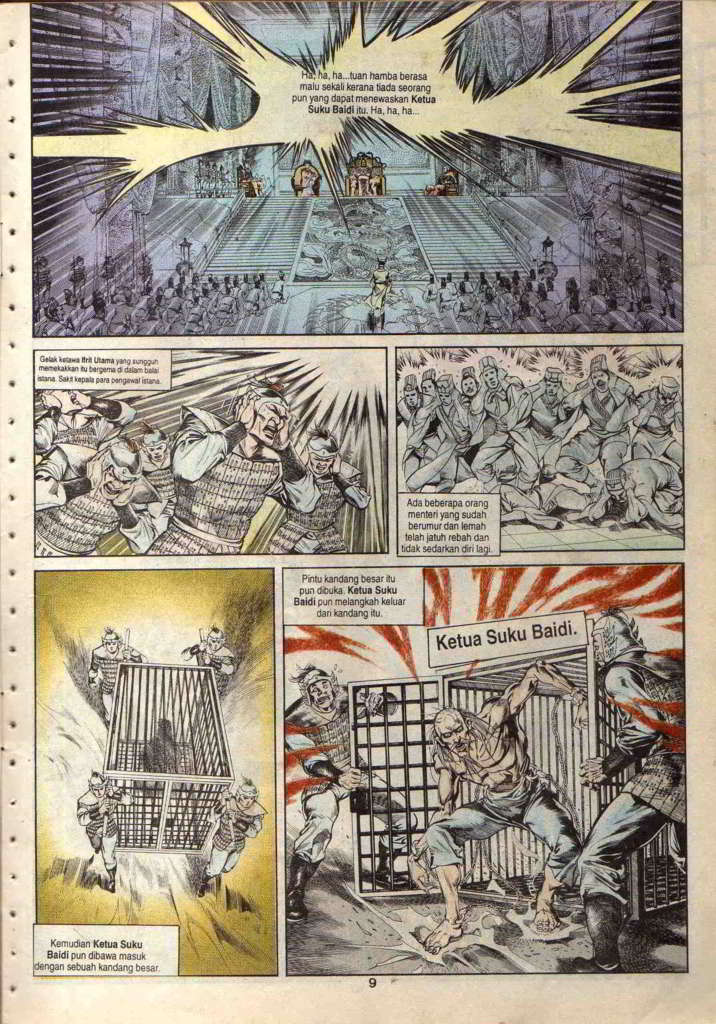 Ha, ha, ha...tuan hamba berasa
malu sekali kerana tiada seorang
pun yang dapat menewaskan Ketua
Suku Baidi itu. Ha, ha, ha...
Gelak ketawa Ifrit Utama yang sungguh
memekakkan itu bergema di dalam balai
istana. Sakit kepala para pengawal istana.
Ada beberapa orang
menteri yang sudah
berumur dan lemah
telah jatuh rebah dan
tidak sedarkan diri lagi.
Kemudian Ketua Suku
Baidi pun dibawa masuk
dengan sebuah kandang besar.
Pintu kandang besar itu
pun dibuka. Ketua Suku
Baidi pun melangkah keluar
dari kandang itu.
Ketua Suku Baidi.
9